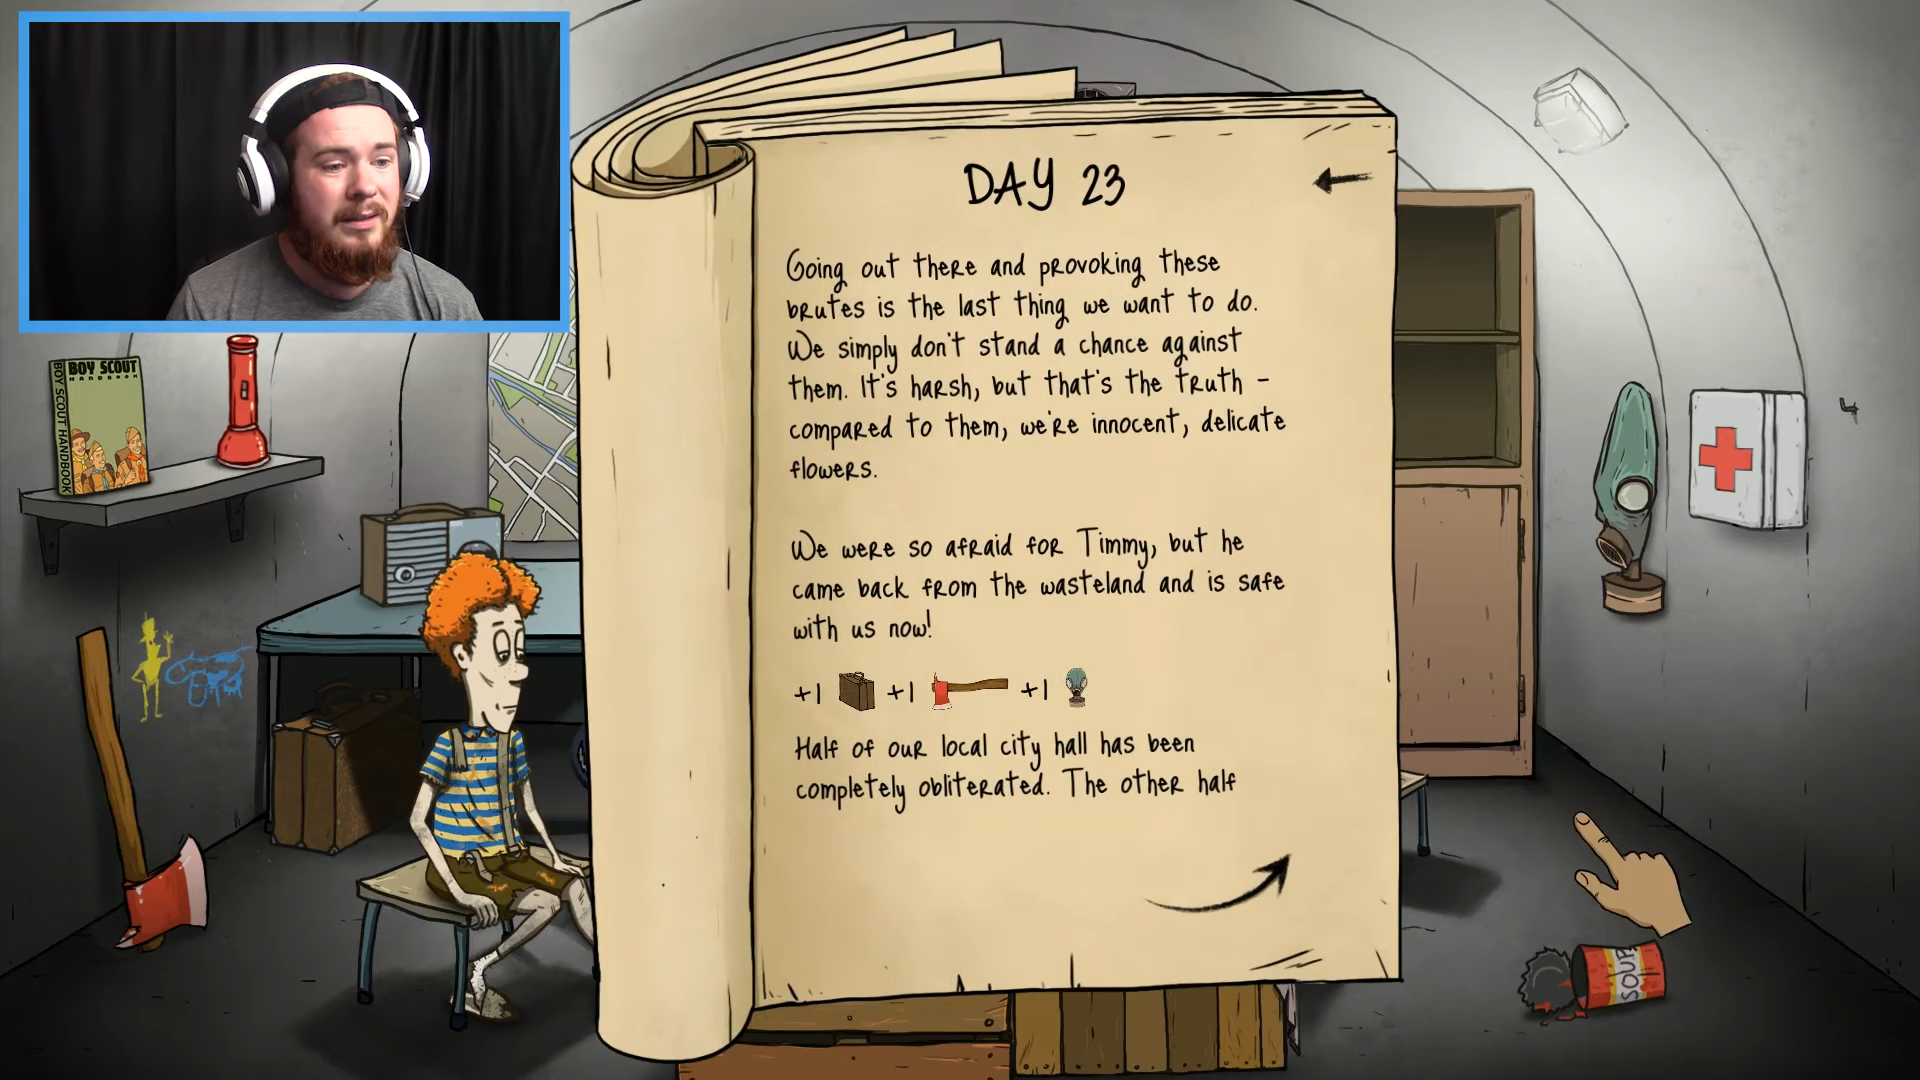 BOY SCOUT
HANDBOOK
BOY SCOUT HANDBOOK
DAY 23
Going out there and provoking these
brutes is the last thing we want to do.
We simply don't stand a chance against
them. It's harsh, but that's the truth -
compared to them, we're innocent, delicate
flowers.
We were so afraid for Timmy, but he
came back from the wasteland and is safe
with us now!
+1 +1 +1
Half of our local city hall has been
completely obliterated. The other half
SOUP